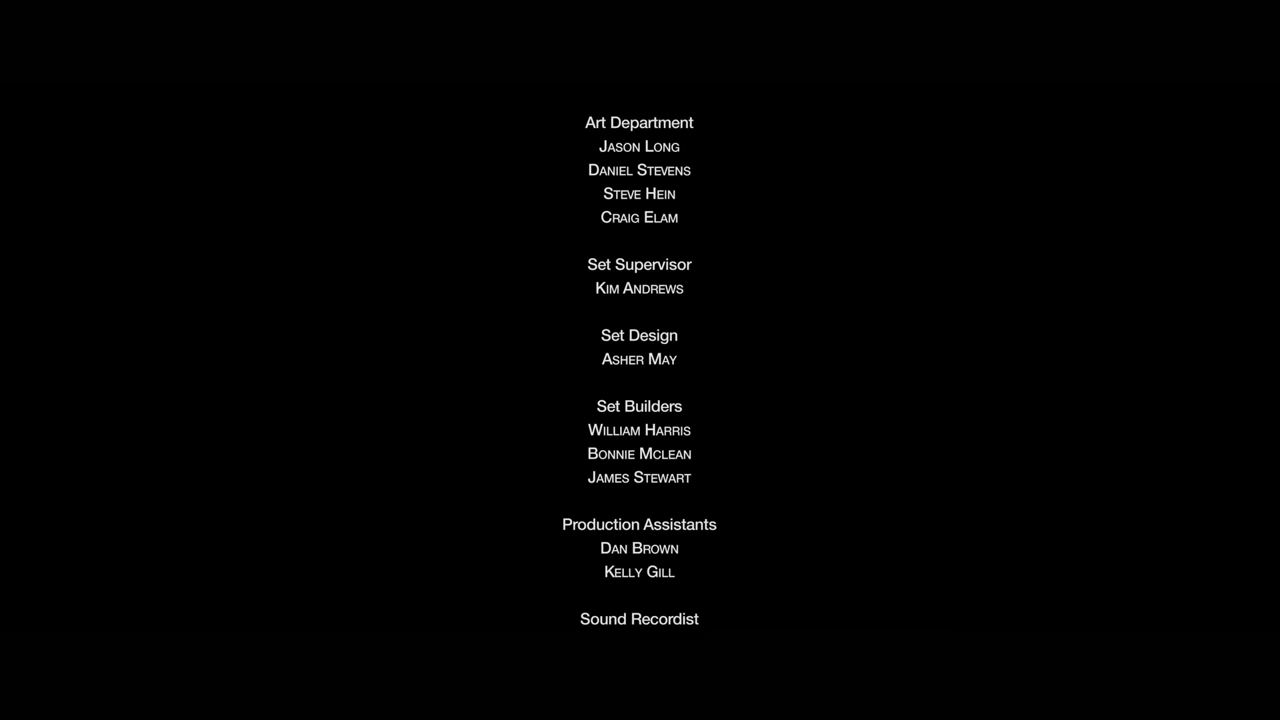 Art Department
JASON LONG
DANIEL STEVENS
STEVE HEIN
CRAIG ELAM
Set Supervisor
KIM ANDREWS
Set Design
ASHER MAY
Set Builders
WILLIAM HARRIS
BONNIE MCLEAN
JAMES STEWART
Production Assistants
DAN BROWN
KELLY GILL
Sound Recordist